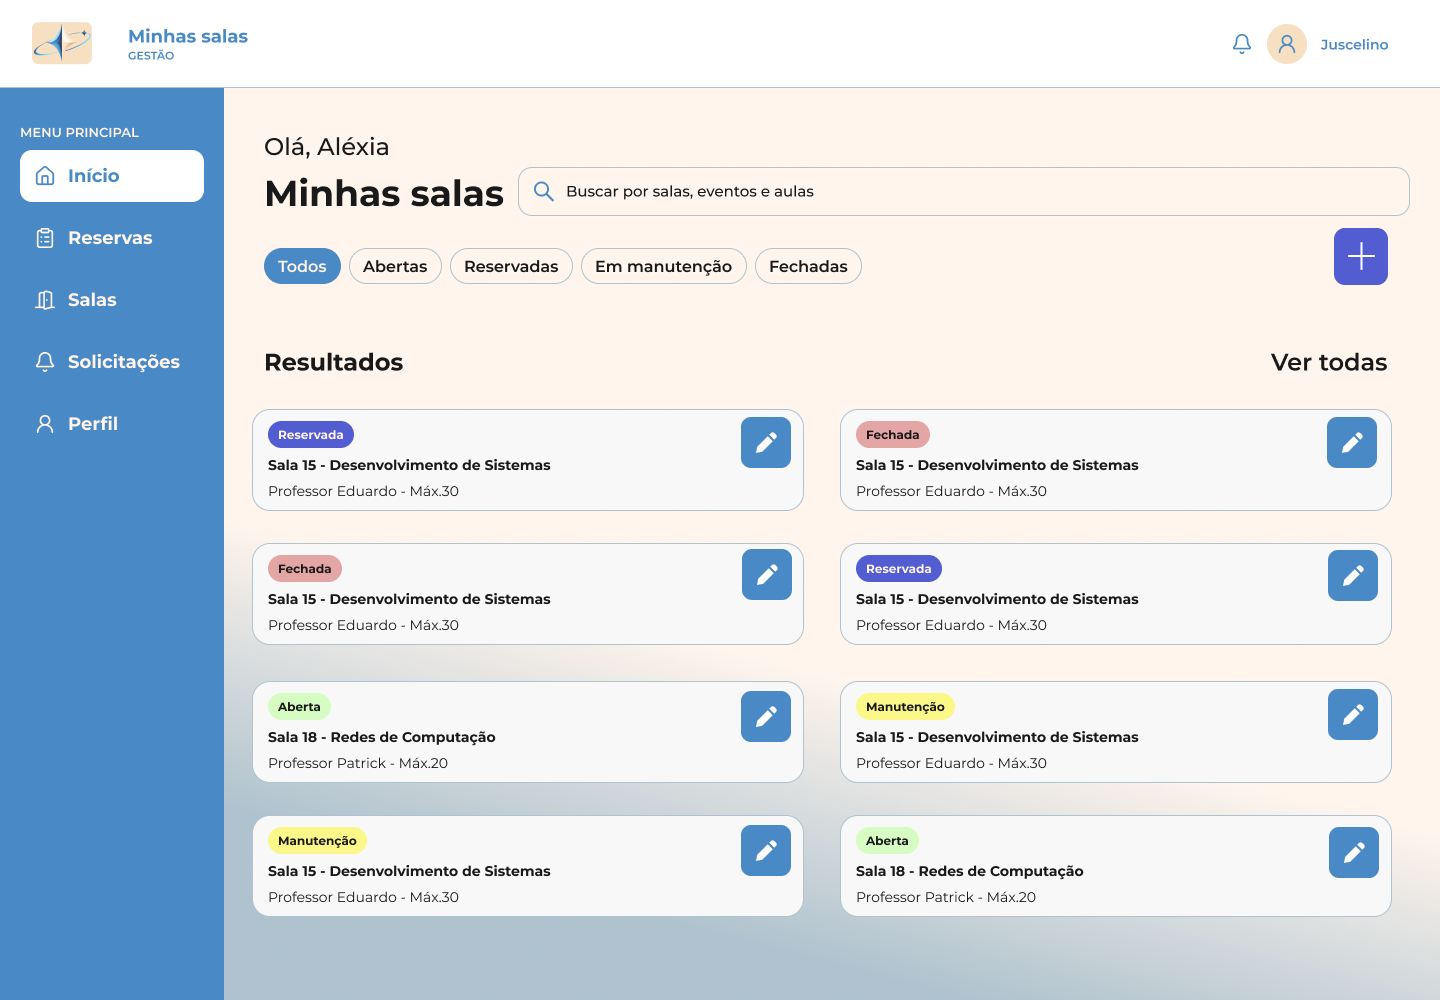 Minhas salas
GESTÃO
Juscelino
MENU PRINCIPAL
Início
Reservas
Salas
Solicitações
Perfil
Olá, Aléxia
Minhas salas
Buscar por salas, eventos e aulas
Todos
Abertas
Reservadas
Em manutenção
Fechadas
Resultados
Ver todas
Reservada
Sala 15 - Desenvolvimento de Sistemas
Professor Eduardo - Máx.30
Fechada
Sala 15 - Desenvolvimento de Sistemas
Professor Eduardo - Máx.30
Fechada
Sala 15 - Desenvolvimento de Sistemas
Professor Eduardo - Máx.30
Reservada
Sala 15 - Desenvolvimento de Sistemas
Professor Eduardo - Máx.30
Aberta
Sala 18 - Redes de Computação
Professor Patrick - Máx.20
Manutenção
Sala 15 - Desenvolvimento de Sistemas
Professor Eduardo - Máx.30
Manutenção
Sala 15 - Desenvolvimento de Sistemas
Professor Eduardo - Máx.30
Aberta
Sala 18 - Redes de Computação
Professor Patrick - Máx.20